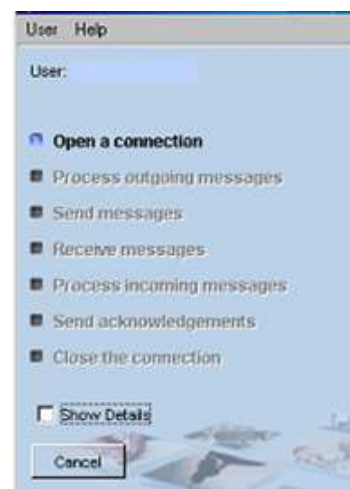 User Help
User:
Open a connection
Process outgoing messages
Send messages
Receive messages
Process incoming messages
Send acknowledgements
Close the connection
Show Details
Cancel